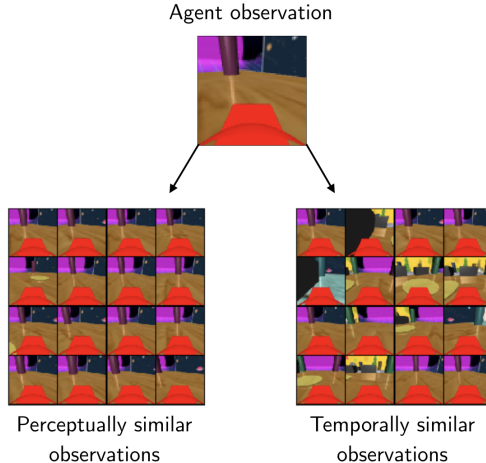 Agent observation
Perceptually similar
observations
Temporally similar
observations